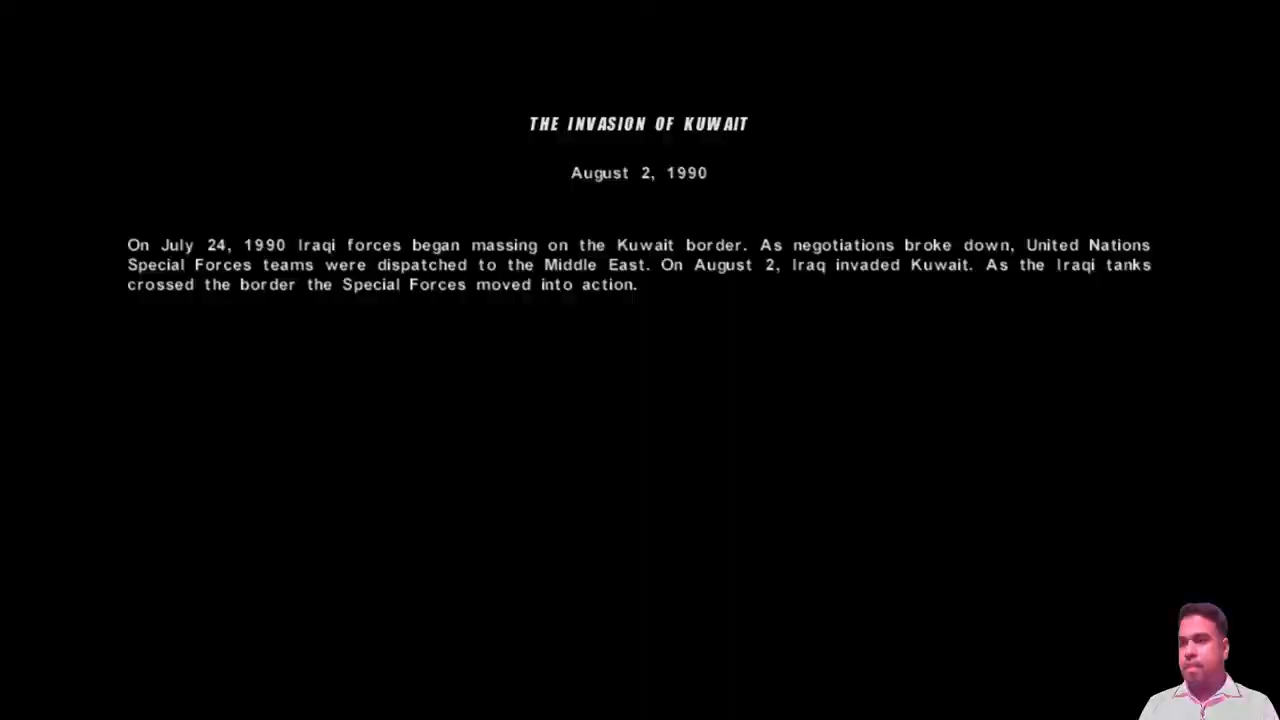 THE INVASION OF KUWAIT
August 2, 1990
On July 24, 1990 Iraqi forces began massing on the Kuwait border. As negotiations broke down, United Nations
Special Forces teams were dispatched to the Middle East. On August 2, Iraq invaded Kuwait. As the Iraqi tanks
crossed the border the Special Forces moved into action.